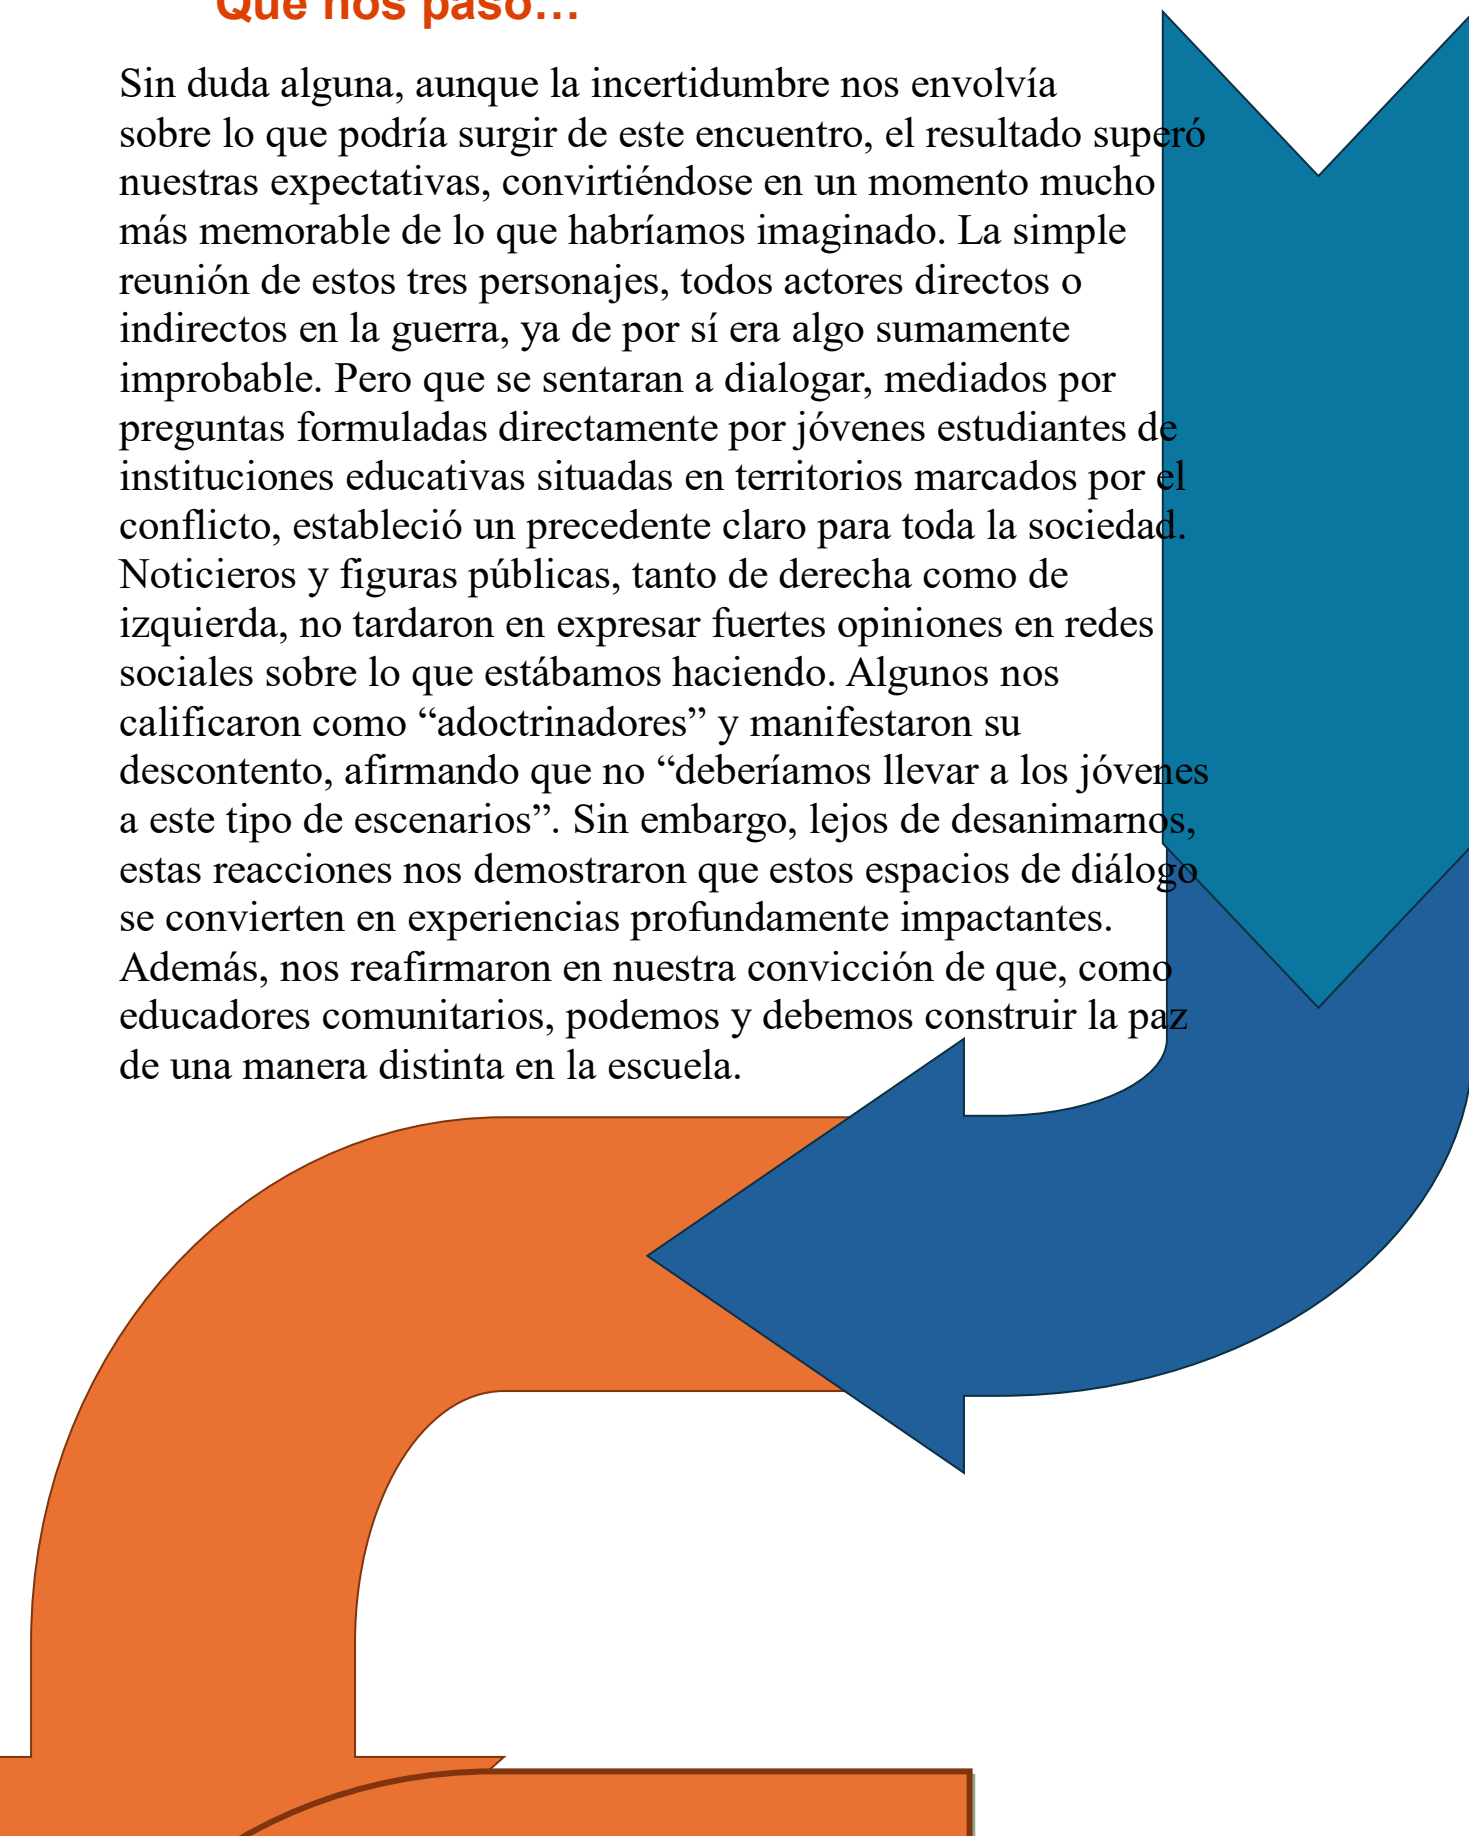 Qué nos pasó...
Sin duda alguna, aunque la incertidumbre nos envolvía
sobre lo que podría surgir de este encuentro, el resultado superó
nuestras expectativas, convirtiéndose en un momento mucho
más memorable de lo que habríamos imaginado. La simple
reunión de estos tres personajes, todos actores directos o
indirectos en la guerra, ya de por sí era algo sumamente
improbable. Pero que se sentaran a dialogar, mediados por
preguntas formuladas directamente por jóvenes estudiantes de
instituciones educativas situadas en territorios marcados por el
conflicto, estableció un precedente claro para toda la sociedad.
Noticieros y figuras públicas, tanto de derecha como de
izquierda, no tardaron en expresar fuertes opiniones en redes
sociales sobre lo que estábamos haciendo. Algunos nos
calificaron como “adoctrinadores” y manifestaron su
descontento, afirmando que no “deberíamos llevar a los jóvenes
a este tipo de escenarios”. Sin embargo, lejos de desanimarnos,
estas reacciones nos demostraron que estos espacios de diálogo
se convierten en experiencias profundamente impactantes.
Además, nos reafirmaron en nuestra convicción de que, como
educadores comunitarios, podemos y debemos construir la paz
de una manera distinta en la escuela.